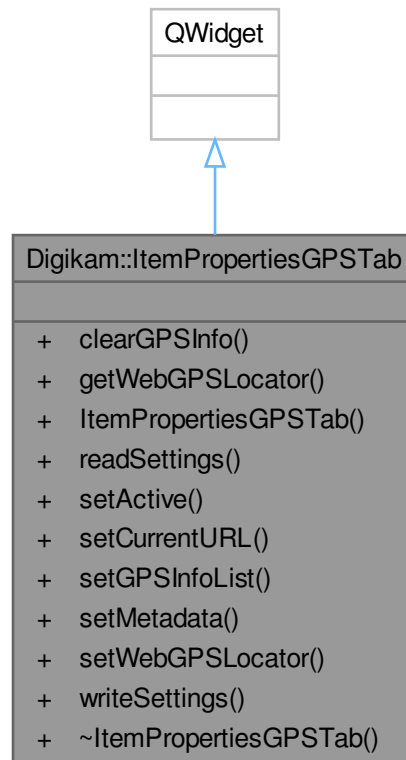 QWidget
Digikam::ItemPropertiesGPSTab
+ clearGPSInfo()
+ getWebGPSLocator()
+ ItemPropertiesGPSTab()
+ readSettings()
+ setActive()
+ setCurrentURL()
+ setGPSInfoList()
+ setMetadata()
+ setWebGPSLocator()
+ writeSettings()
+ ~ItemPropertiesGPSTab()